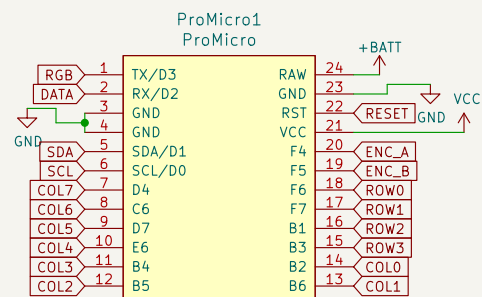 ProMicro1
ProMicro
+BATT
RGB 1 TX/D3 RAW 24
DATA 2 RX/D2 GND 23
3 GND RST 22 RESET GND VCC
GND 4 GND VCC 21
SDA 5 SDA/D1 F4 20 ENC_A
SCL 6 SCL/D0 F5 19 ENC_B
COL7 7 D4 F6 18 ROW0
COL6 8 C6 F7 17 ROW1
COL5 9 D7 B1 16 ROW2
COL4 10 E6 B3 15 ROW3
COL3 11 B4 B2 14 COL0
COL2 12 B5 B6 13 COL1